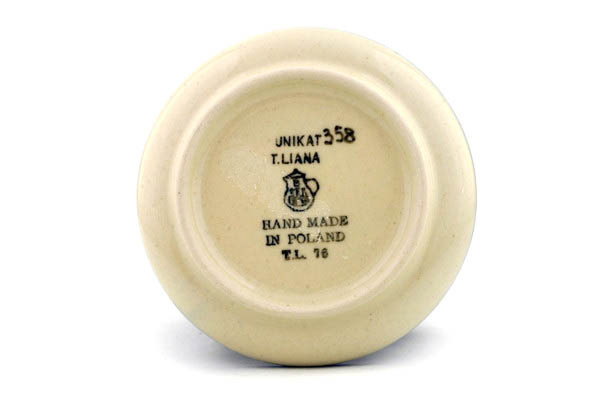 UNIKAT 358
T.LIANA
HAND MADE
IN POLAND
T.L. 76